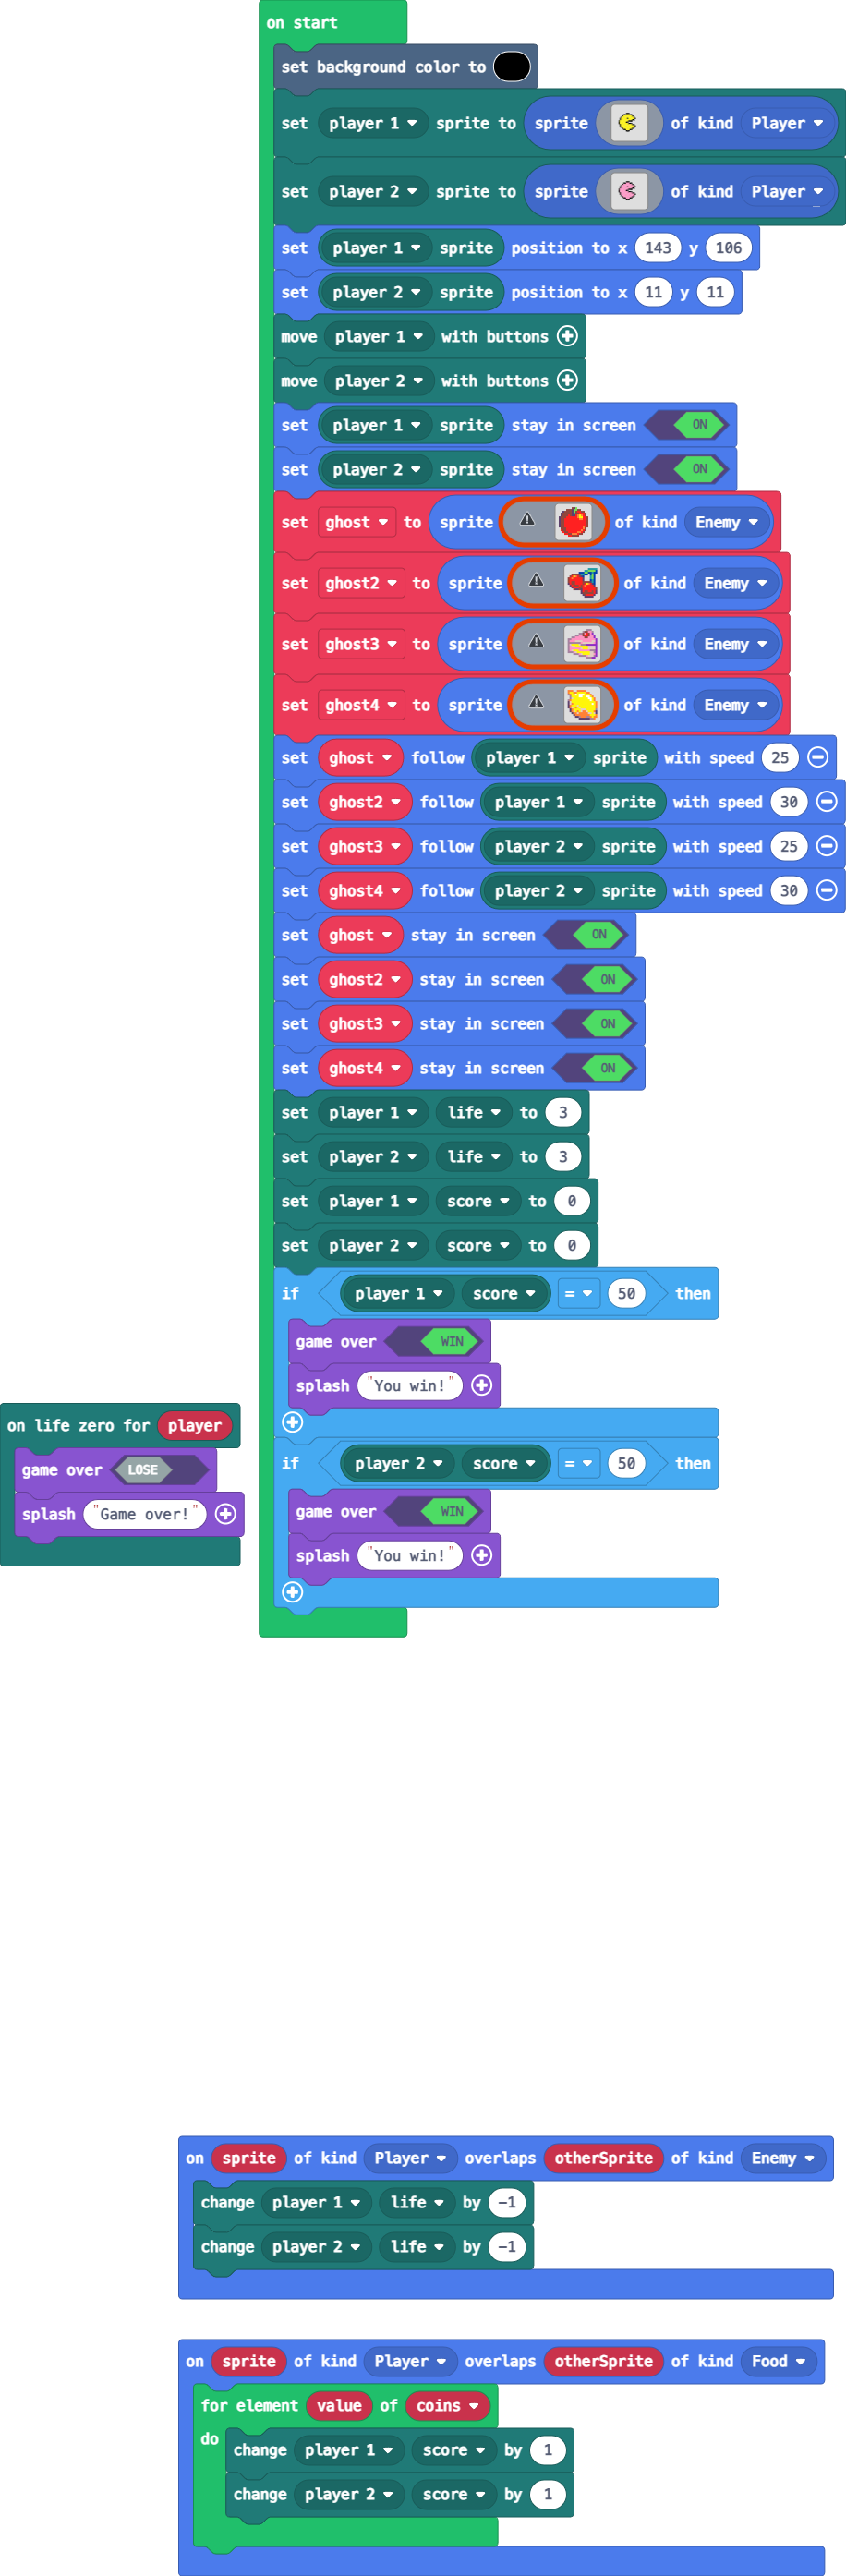 on start
set background color to
set player 1 sprite to sprite of kind Player
set player 2 sprite to sprite of kind Player
set player 1 sprite position to x 143 y 106
set player 2 sprite position to x 11 y 11
move player 1 with buttons
move player 2 with buttons
set player 1 sprite stay in screen ON
set player 2 sprite stay in screen ON
set ghost to sprite of kind Enemy
set ghost2 to sprite of kind Enemy
set ghost3 to sprite of kind Enemy
set ghost4 to sprite of kind Enemy
set ghost follow player 1 sprite with speed 25
set ghost2 follow player 1 sprite with speed 30
set ghost3 follow player 2 sprite with speed 25
set ghost4 follow player 2 sprite with speed 30
set ghost stay in screen ON
set ghost2 stay in screen ON
set ghost3 stay in screen ON
set ghost4 stay in screen ON
set player 1 life to 3
set player 2 life to 3
set player 1 score to 0
set player 2 score to 0
if player 1 score = 50 then
game over WIN
splash "You win!"
if player 2 score = 50 then
game over WIN
splash "You win!"
on life zero for player
game over LOSE
splash "Game over!"
on sprite of kind Player overlaps otherSprite of kind Enemy
change player 1 life by -1
change player 2 life by -1
on sprite of kind Player overlaps otherSprite of kind Food
for element value of coins
do
change player 1 score by 1
change player 2 score by 1